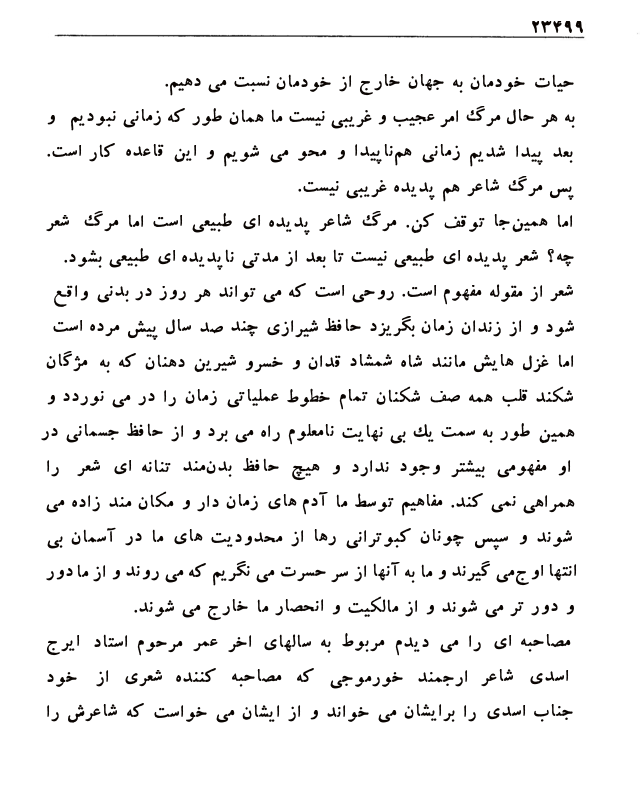 ۲۳۴۹۹
حیات خودمان به جهان خارج از خودمان نسبت می دهیم.
به هر حال مرگ امر عجیب و غریبی نیست ما همان طور که زمانی نبودیم و
بعد پیدا شدیم زمانی هم‌ناپیدا و محو می شویم و این قاعده کار است.
پس مرگ شاعر هم پدیده غریبی نیست.
اما همین‌جا توقف کن. مرگ شاعر پدیده ای طبیعی است اما مرگ شعر
چه؟ شعر پدیده ای طبیعی نیست تا بعد از مدتی ناپدیده ای طبیعی بشود.
شعر از مقوله مفهوم است. روحی است که می تواند هر روز در بدنی واقع
شود و از زندان زمان بگریزد حافظ شیرازی چند صد سال پیش مرده است
اما غزل هایش مانند شاه شمشاد قدان و خسرو شیرین دهنان که به مژگان
شکند قلب همه صف شکنان تمام خطوط عملیاتی زمان را در می نوردد و
همین طور به سمت یك بی نهایت نامعلوم راه می برد و از حافظ جسمانی در
او مفهومی بیشتر وجود ندارد و هیچ حافظ بدن‌مند تنانه ای شعر را
همراهی نمی کند. مفاهیم توسط ما آدم های زمان دار و مکان مند زاده می
شوند و سپس چونان کبوترانی رها از محدودیت های ما در آسمان بی
انتها اوج‌می گیرند و ما به آنها از سر حسرت می نگریم که می روند و از ما دور
و دور تر می شوند و از مالکیت و انحصار ما خارج می شوند.
مصاحبه ای را می دیدم مربوط به سالهای اخر عمر مرحوم استاد ایرج
اسدی شاعر ارجمند خورموجی که مصاحبه کننده شعری از خود
جناب اسدی را برایشان می خواند و از ایشان می خواست که شاعرش را